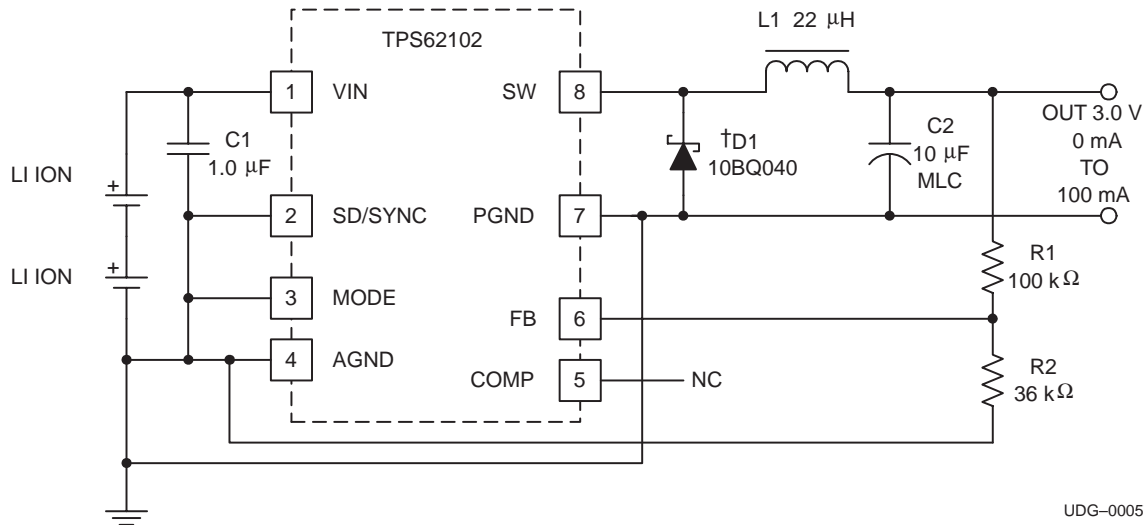 TPS62102
L1 22 μH
1 VIN
SW 8
C1
1.0 μF
†D1
10BQ040
C2
10 μF
MLC
OUT 3.0 V
0 mA
TO
100 mA
+
LI ION
2 SD/SYNC
PGND 7
+
LI ION
R1
100 kΩ
3 MODE
FB 6
4 AGND
COMP 5
NC
R2
36 kΩ
UDG–0005